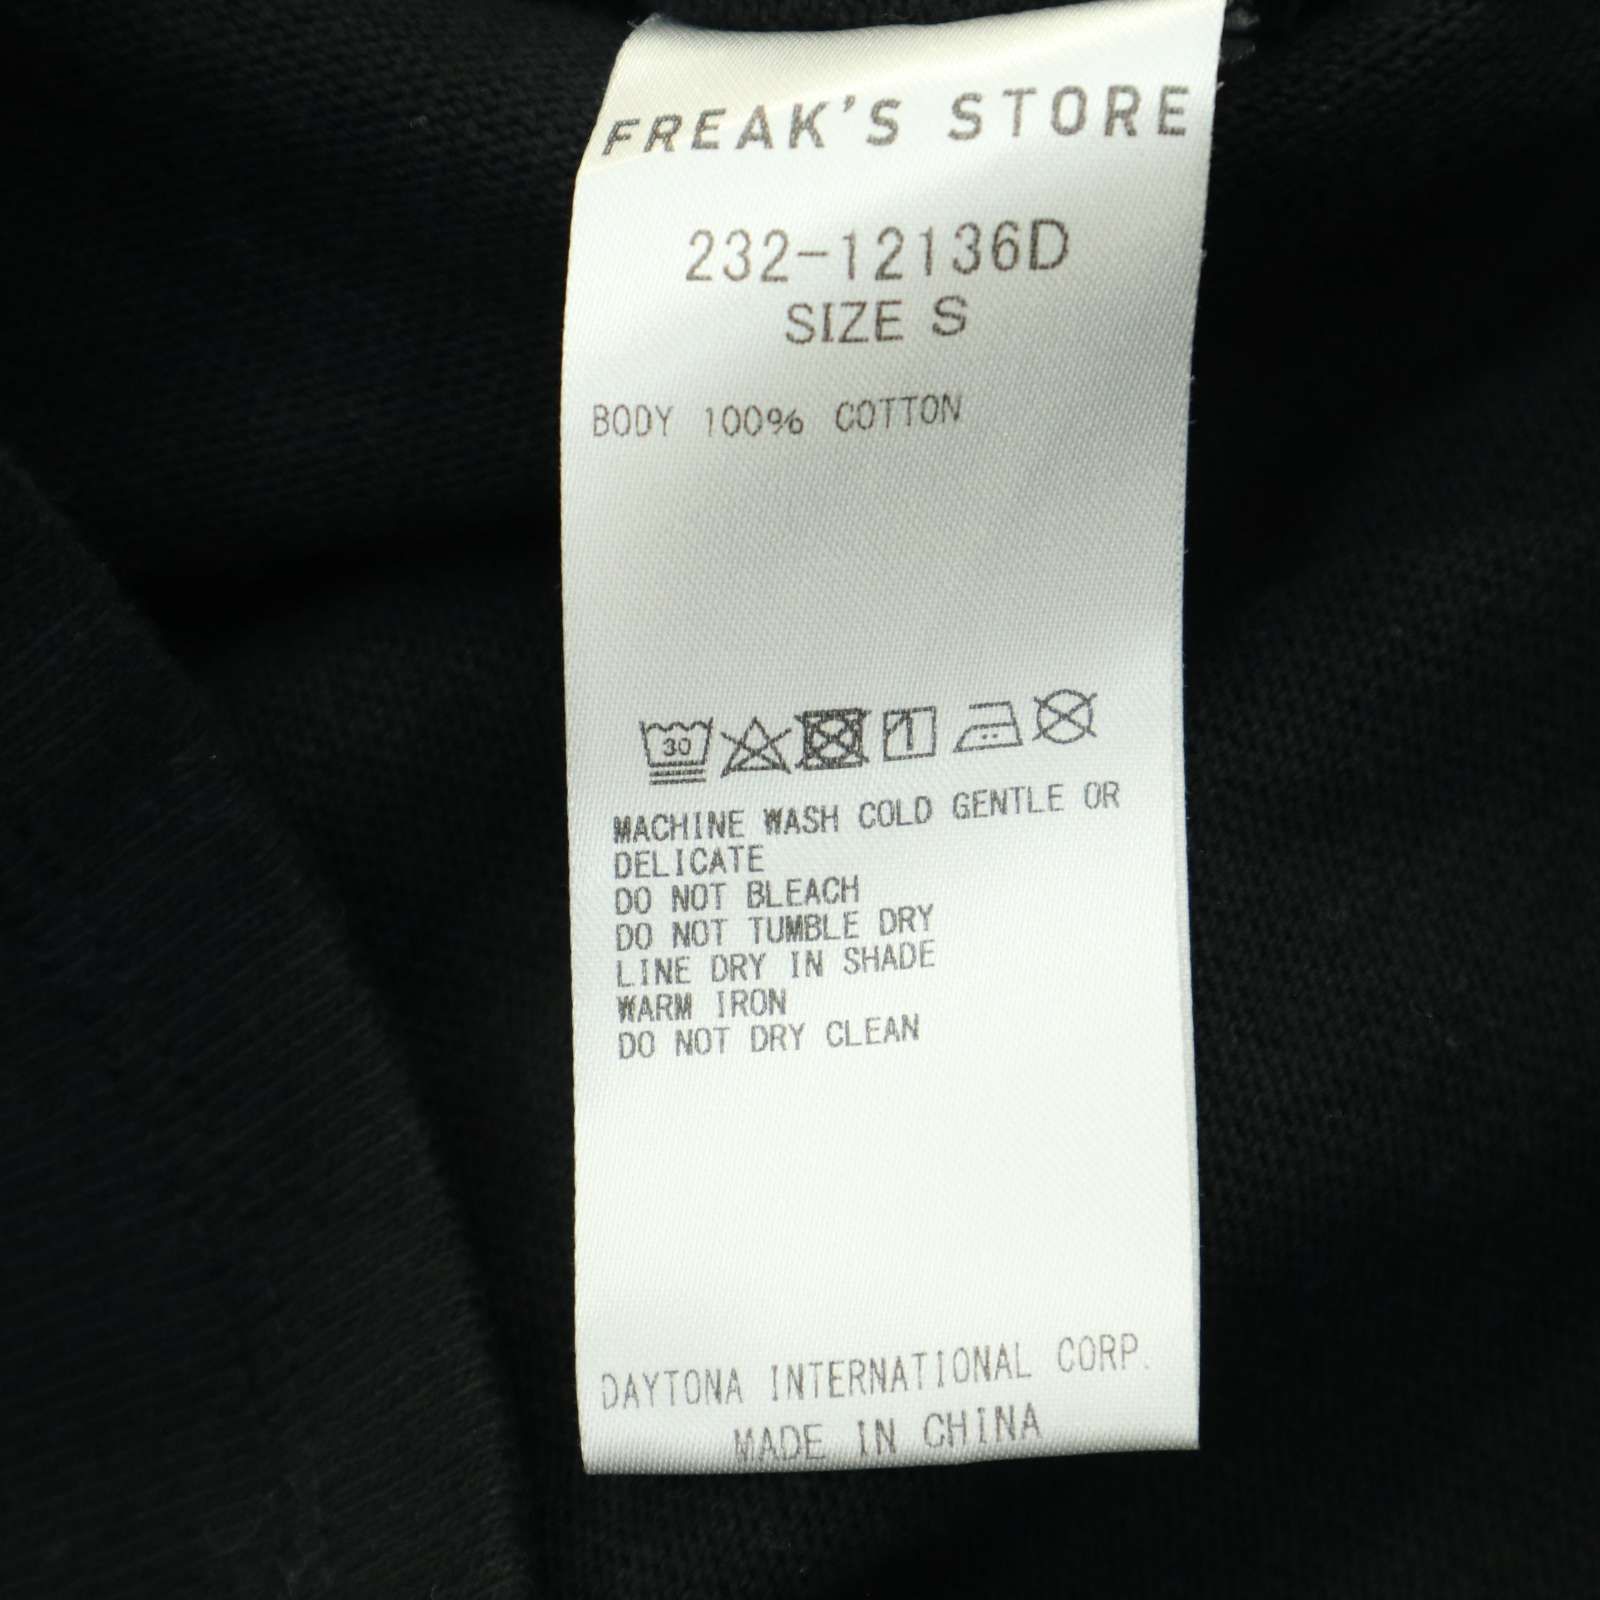 FREAK'S STORE
232-12136D
SIZE S
BODY 100% COTTON
30
MACHINE WASH COLD GENTLE OR
DELICATE
DO NOT BLEACH
DO NOT TUMBLE DRY
LINE DRY IN SHADE
WARM IRON
DO NOT DRY CLEAN
DAYTONA INTERNATIONAL CORP.
MADE IN CHINA